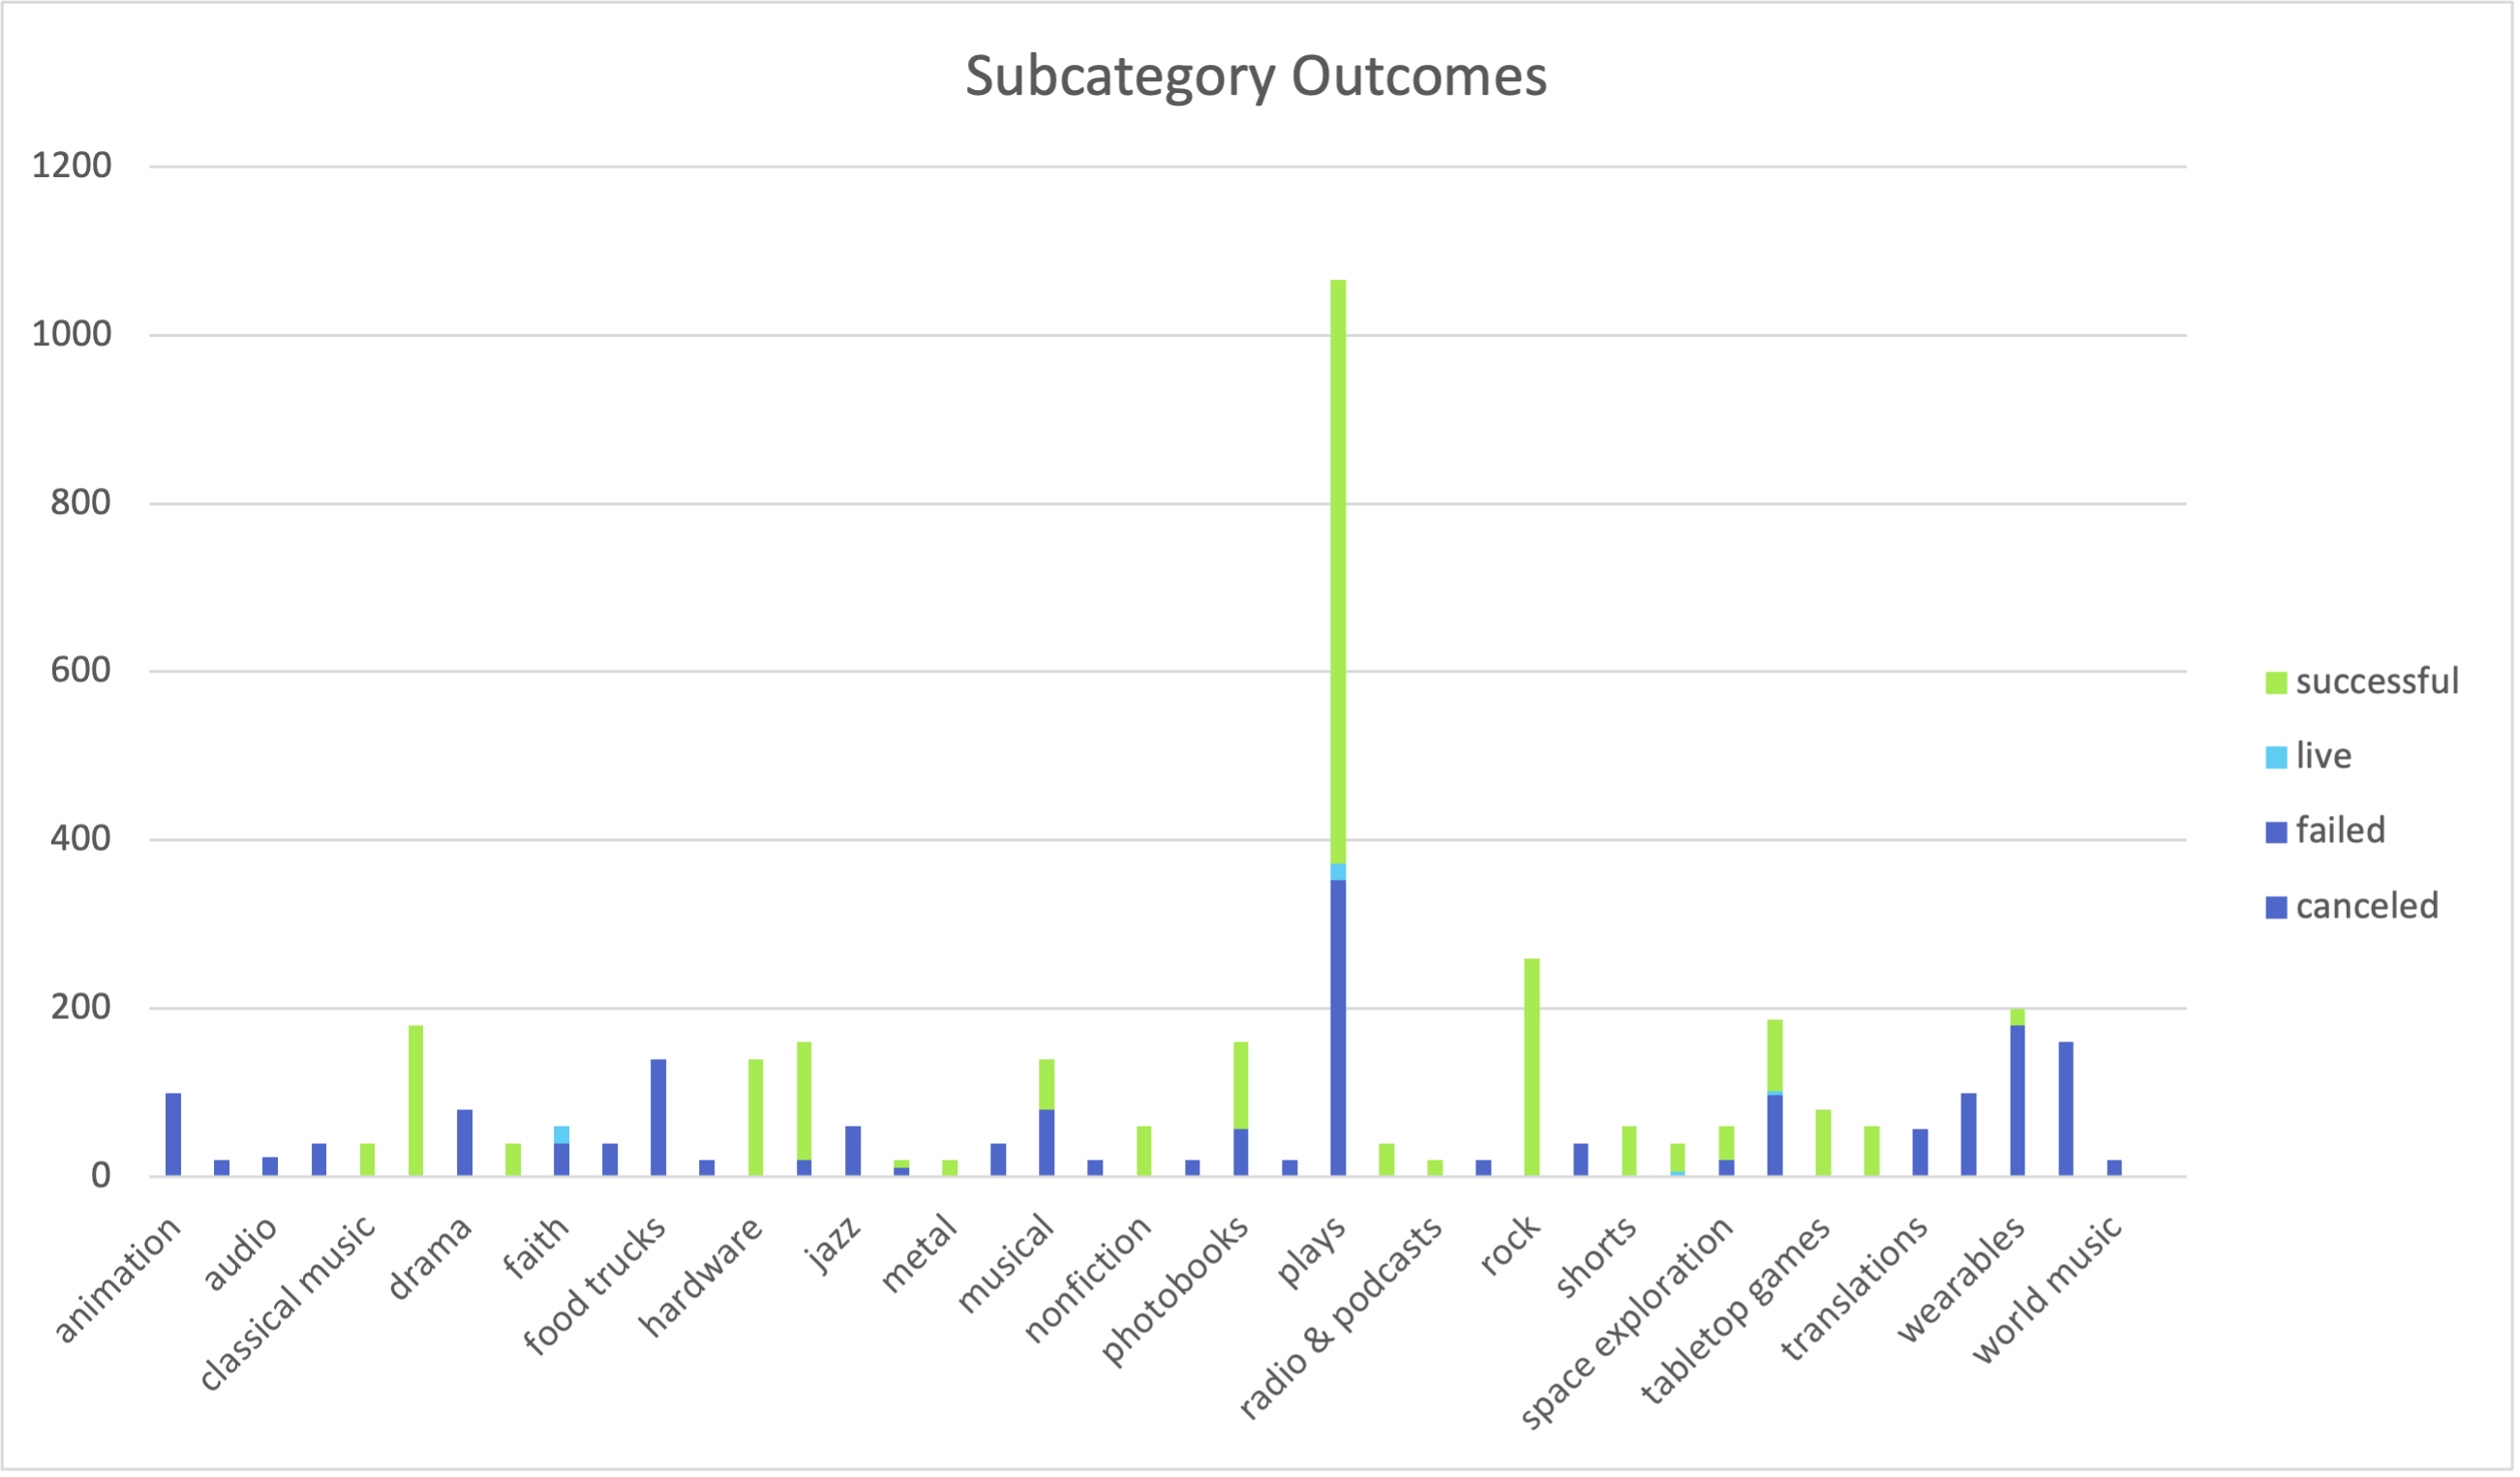 Subcategory Outcomes
1200
1000
800
600
400
200
0
successful
live
failed
canceled
animation
audio
classical music
drama
faith
food trucks
hardware
jazz
metal
musical
nonfiction
photobooks
plays
radio & podcasts
rock
shorts
space exploration
tabletop games
translations
wearables
world music